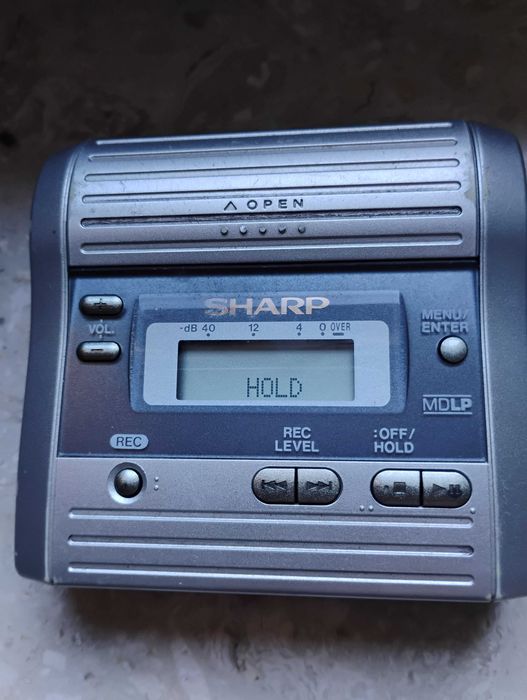 OPEN
SHARP
-dB 40 12 4 0 OVER
VOL.
MENU/
ENTER
HOLD
MDLP
REC
REC
LEVEL
:OFF/
HOLD